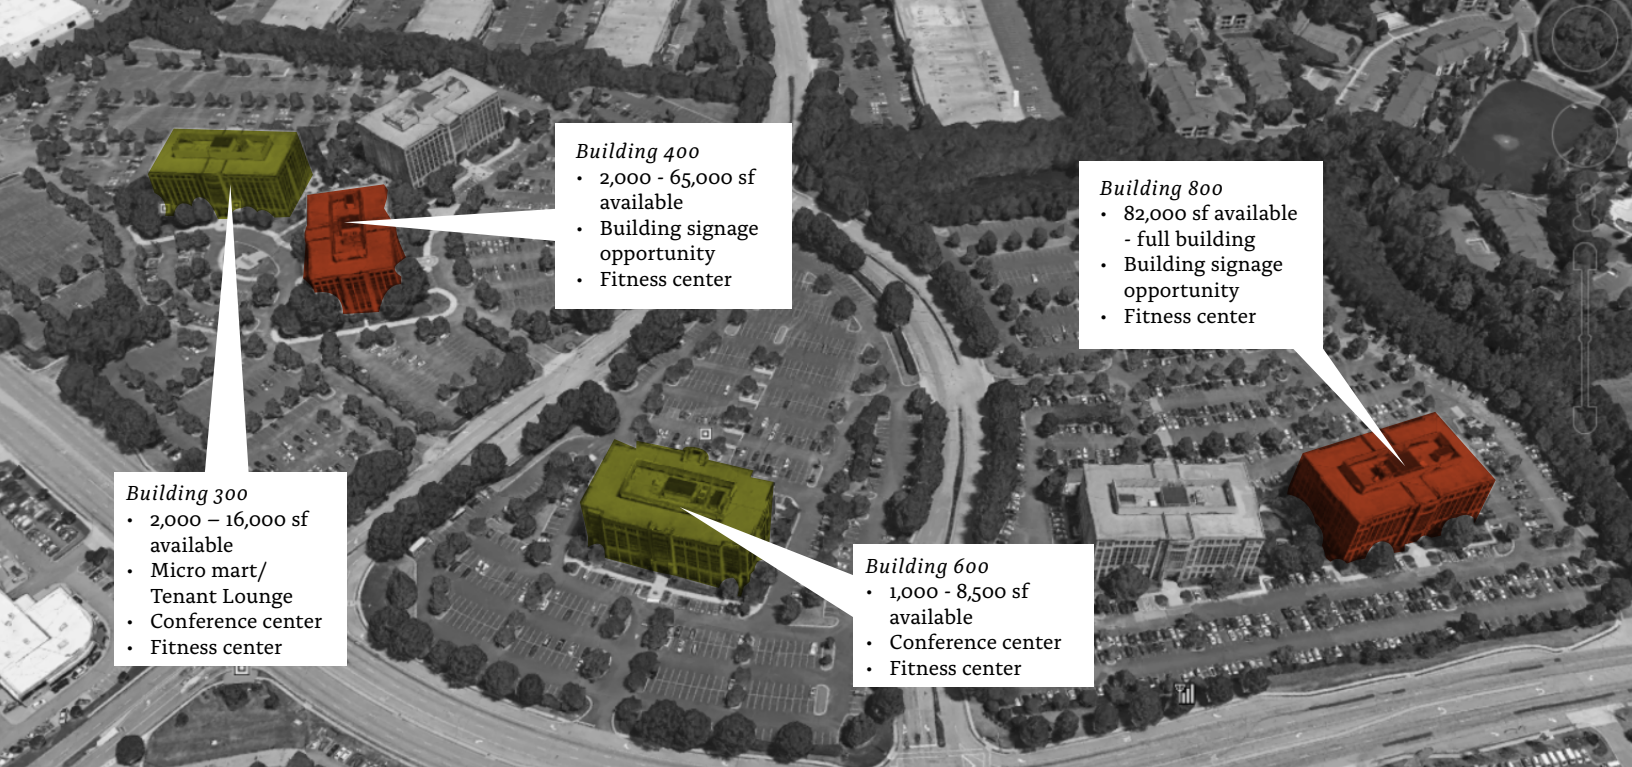 Building 400
• 2,000 - 65,000 sf
available
• Building signage
opportunity
• Fitness center
Building 800
• 82,000 sf available
- full building
• Building signage
opportunity
• Fitness center
Building 300
• 2,000 – 16,000 sf
available
• Micro mart/
Tenant Lounge
• Conference center
• Fitness center
Building 600
• 1,000 - 8,500 sf
available
• Conference center
• Fitness center